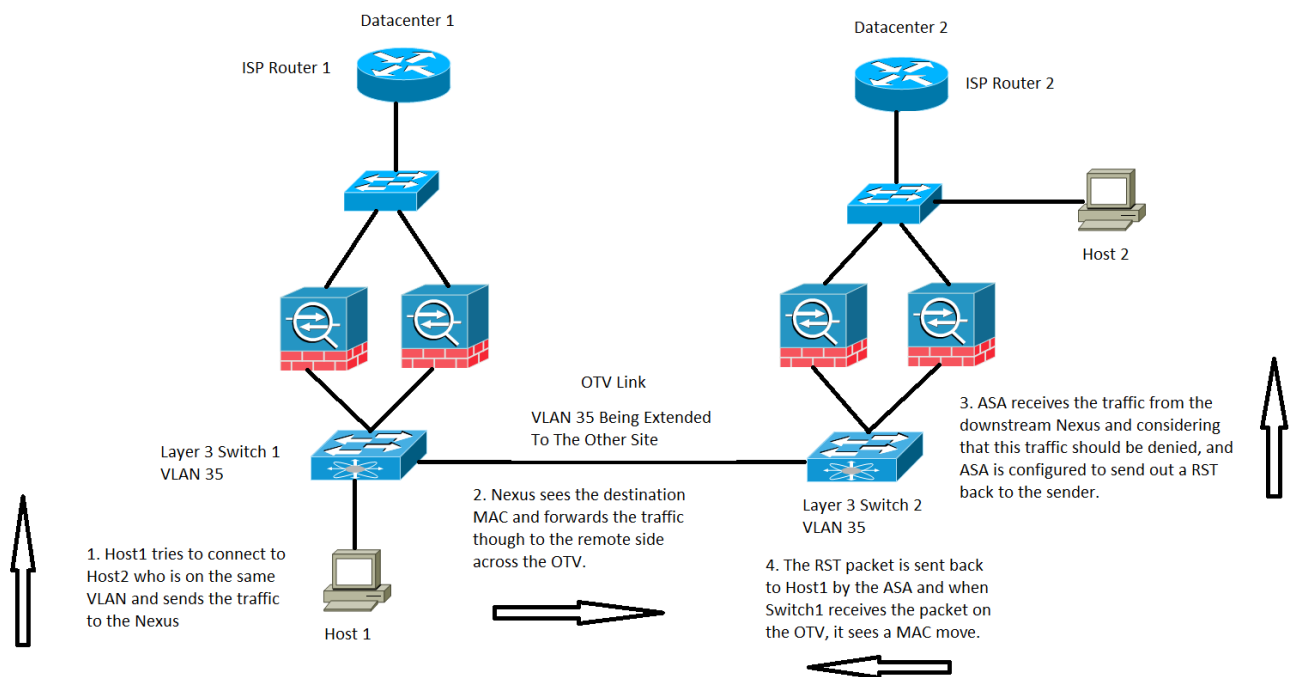 Datacenter 1
Datacenter 2
ISP Router 1
ISP Router 2
Host 2
OTV Link
VLAN 35 Being Extended
To The Other Site
Layer 3 Switch 1
VLAN 35
Layer 3 Switch 2
VLAN 35
3. ASA receives the traffic from the
downstream Nexus and considering
that this traffic should be denied, and
ASA is configured to send out a RST
back to the sender.
2. Nexus sees the destination
MAC and forwards the traffic
though to the remote side
across the OTV.
1. Host1 tries to connect to
Host2 who is on the same
VLAN and sends the traffic
to the Nexus
Host 1
4. The RST packet is sent back
to Host1 by the ASA and when
Switch1 receives the packet on
the OTV, it sees a MAC move.